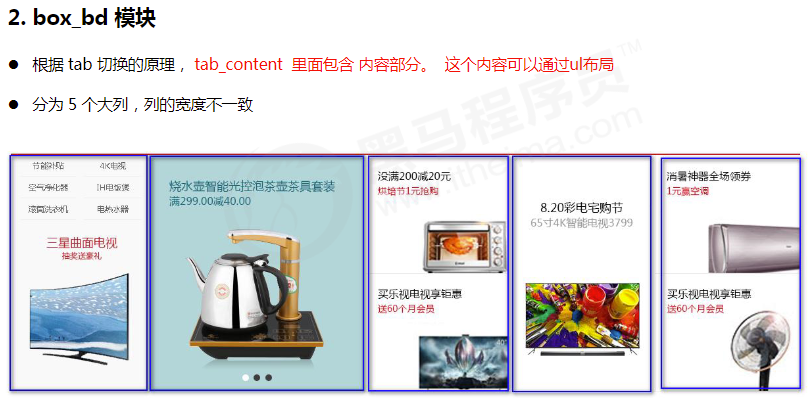 2. box_bd 模块
● 根据 tab 切换的原理， tab_content 里面包含 内容部分。 这个内容可以通过ul布局
● 分为 5 个大列，列的宽度不一致
黑马程序员™
www.itheima.com
节能补贴 4K电视
空气净化器 IH电饭煲
滚筒洗衣机 电热水器
三星曲面电视
抽奖送豪礼
烧水壶智能光控泡茶壶茶具套装
满299.00减40.00
没满200减20元
烘培节1元抢购
买乐视电视享钜惠
送60个月会员
8.20彩电宅购节
65寸4K智能电视3799
消暑神器全场领券
1元赢空调
买乐视电视享钜惠
送60个月会员